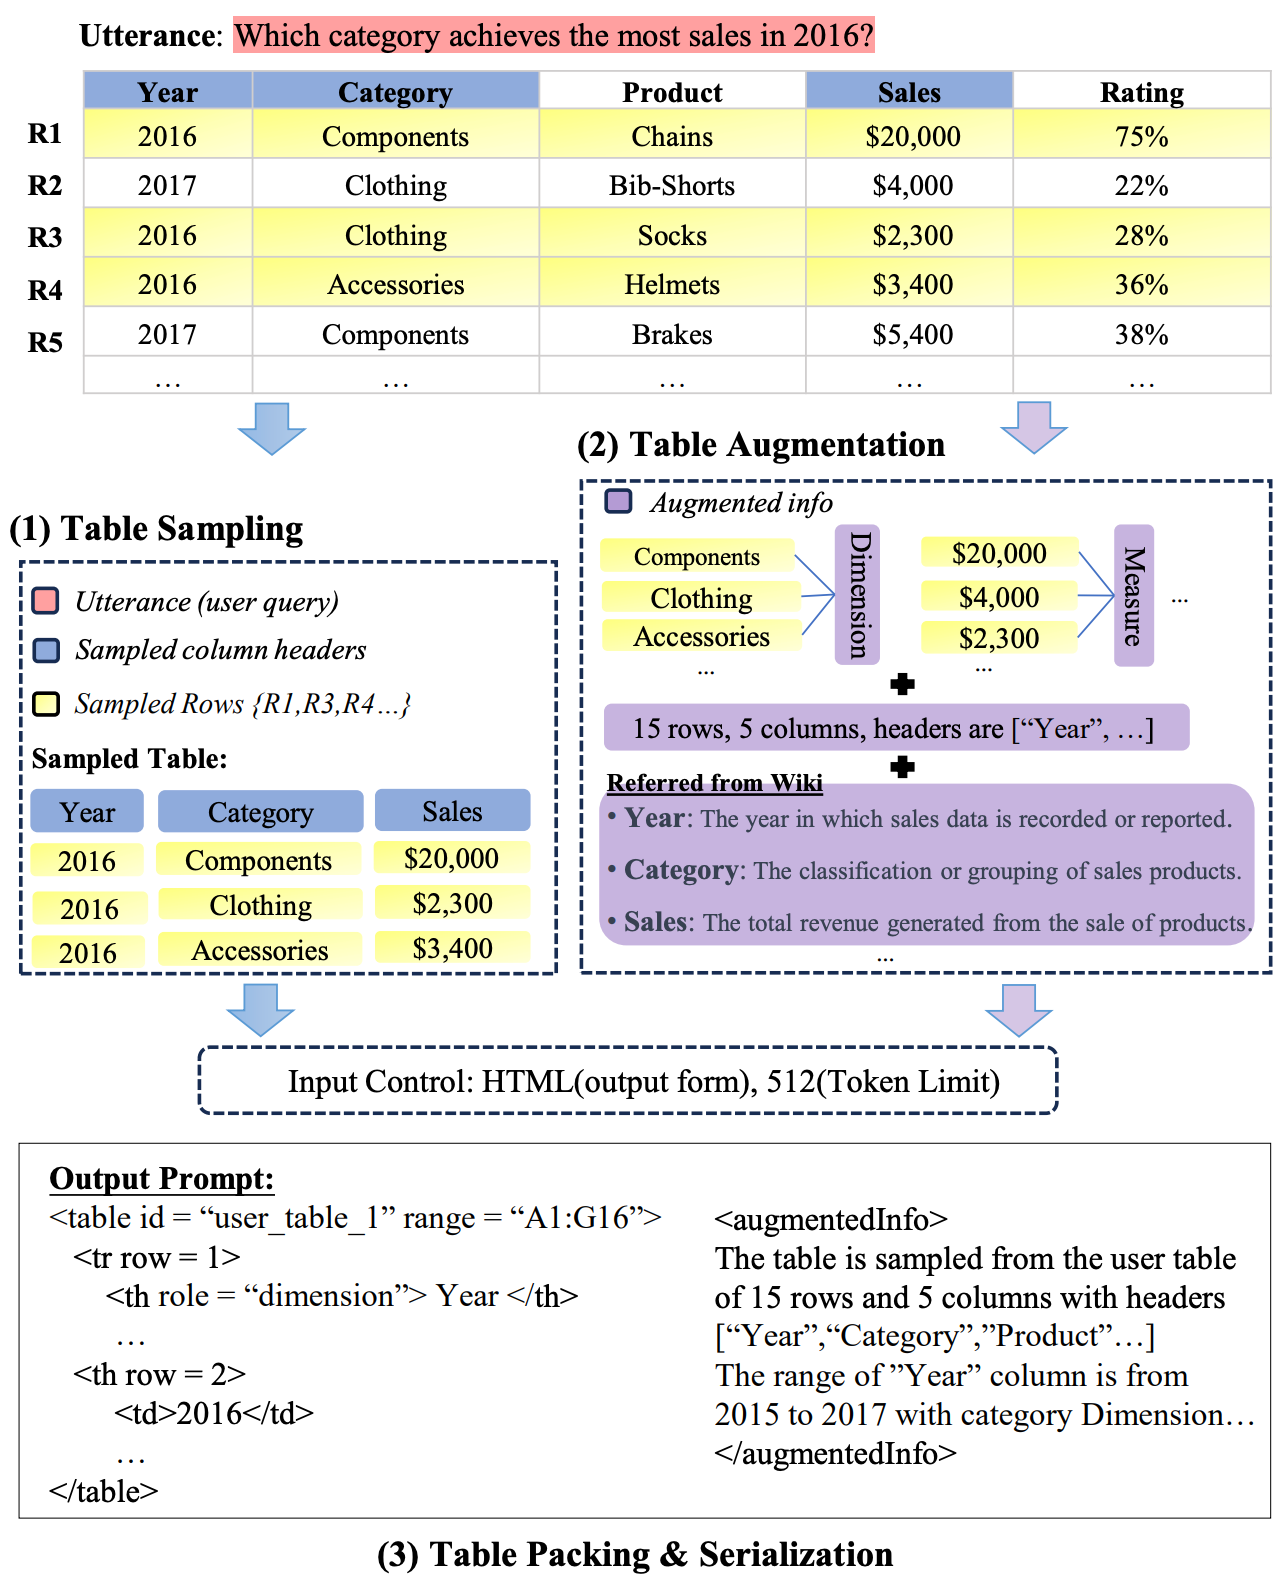 Utterance: Which category achieves the most sales in 2016?
Year Category Product Sales Rating
R1 2016 Components Chains $20,000 75%
R2 2017 Clothing Bib-Shorts $4,000 22%
R3 2016 Clothing Socks $2,300 28%
R4 2016 Accessories Helmets $3,400 36%
R5 2017 Components Brakes $5,400 38%
… … … … …
(1) Table Sampling
Utterance (user query)
Sampled column headers
Sampled Rows {R1,R3,R4…}
Sampled Table:
Year Category Sales
2016 Components $20,000
2016 Clothing $2,300
2016 Accessories $3,400
(2) Table Augmentation
Augmented info
Components
Clothing
Accessories
...
Dimension
$20,000
$4,000
$2,300
...
Measure
...
15 rows, 5 columns, headers are [“Year”, …]
Referred from Wiki
• Year: The year in which sales data is recorded or reported.
• Category: The classification or grouping of sales products.
• Sales: The total revenue generated from the sale of products.
...
Input Control: HTML(output form), 512(Token Limit)
Output Prompt:
<table id = “user_table_1” range = “A1:G16”>
<tr row = 1>
<th role = “dimension”> Year </th>
…
<th row = 2>
<td>2016</td>
…
</table>
<augmentedInfo>
The table is sampled from the user table
of 15 rows and 5 columns with headers
[“Year”,“Category”,”Product”…]
The range of ”Year” column is from
2015 to 2017 with category Dimension…
</augmentedInfo>
(3) Table Packing & Serialization